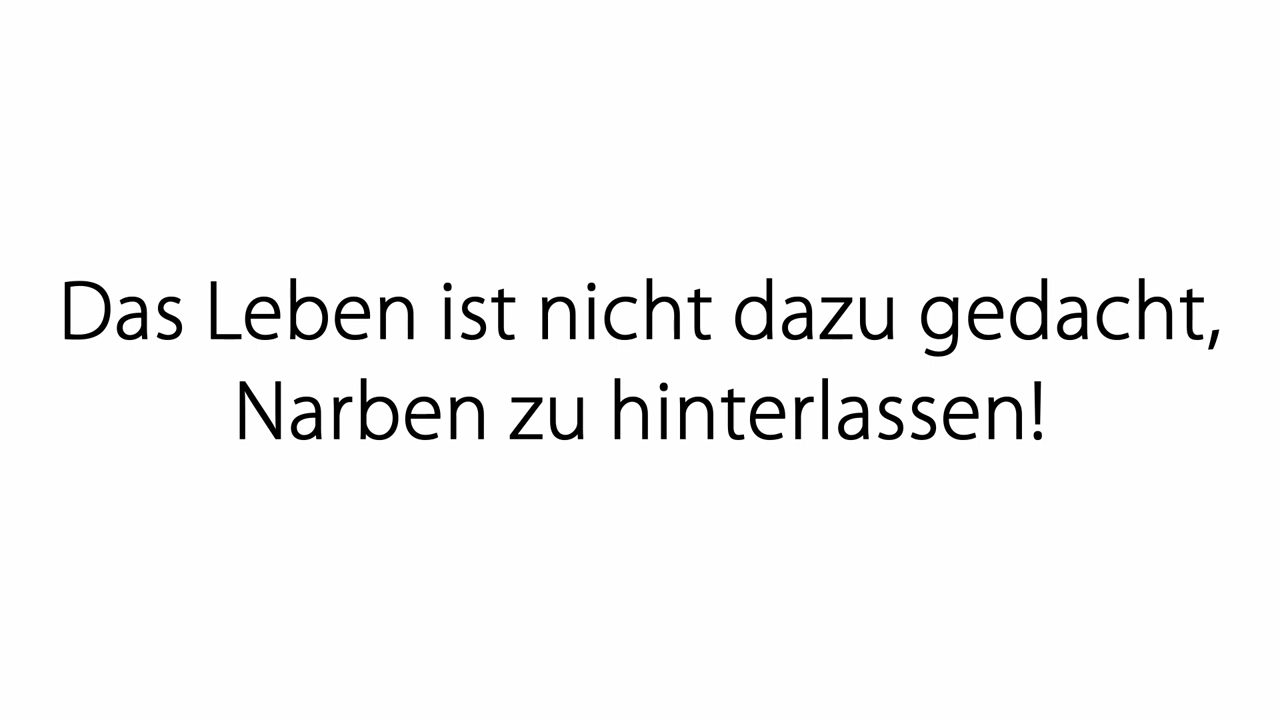 Das Leben ist nicht dazu gedacht,
Narben zu hinterlassen!